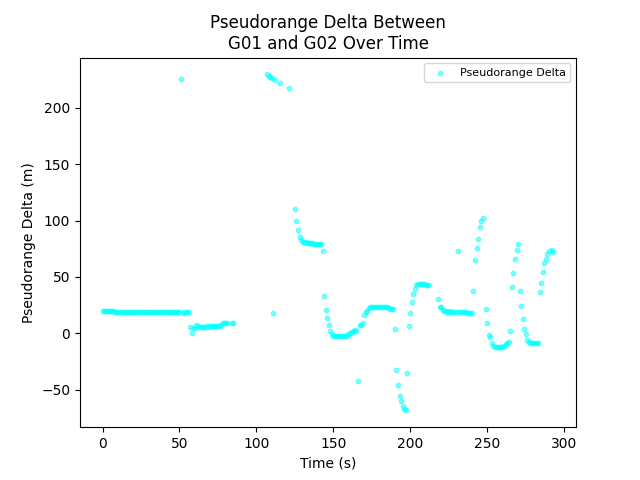 Pseudorange Delta Between
G01 and G02 Over Time
Pseudorange Delta
Pseudorange Delta (m)
200
150
100
50
0
−50
0
50
100
150
200
250
300
Time (s)